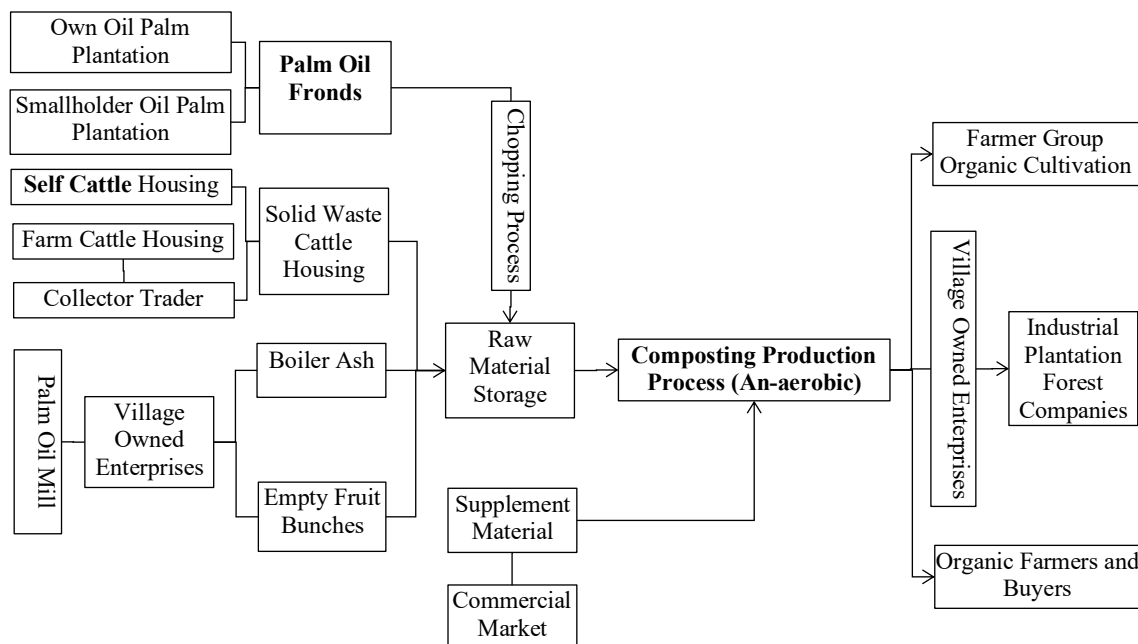 Own Oil Palm
Plantation
Smallholder Oil Palm
Plantation
Palm Oil
Fronds
Chopping Process
Self Cattle Housing
Farm Cattle Housing
Collector Trader
Solid Waste
Cattle
Housing
Palm Oil Mill
Village
Owned
Enterprises
Boiler Ash
Empty Fruit
Bunches
Raw
Material
Storage
Supplement
Material
Commercial
Market
Composting Production
Process (An-aerobic)
Farmer Group
Organic Cultivation
Village Owned Enterprises
Industrial
Plantation
Forest
Companies
Organic Farmers and
Buyers